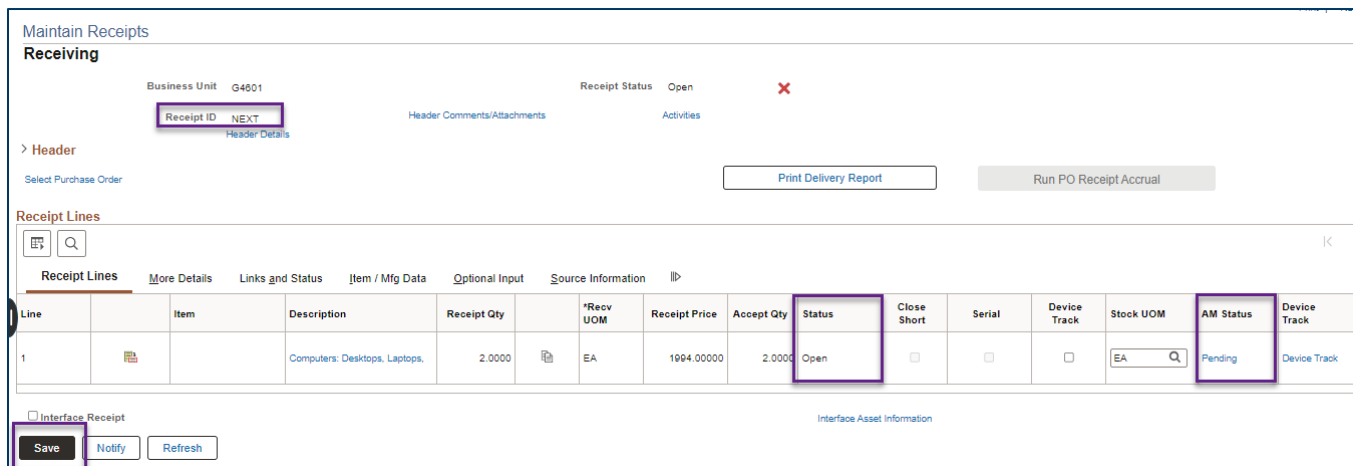 Maintain Receipts
Receiving
Business Unit G4601 Receipt Status Open
Receipt ID NEXT Header Comments/Attachments Activities
Header Details
> Header
Select Purchase Order Print Delivery Report Run PO Receipt Accrual
Receipt Lines
Receipt Lines More Details Links and Status Item / Mfg Data Optional Input Source Information
Line Item Description Receipt Qty *Recv UOM Receipt Price Accept Qty Status Close Short Serial Device Track Stock UOM AM Status Device Track
1 Computers: Desktops, Laptops, 2.0000 EA 1994.00000 2.0000 Open EA Pending Device Track
Interface Receipt Interface Asset Information
Save Notify Refresh